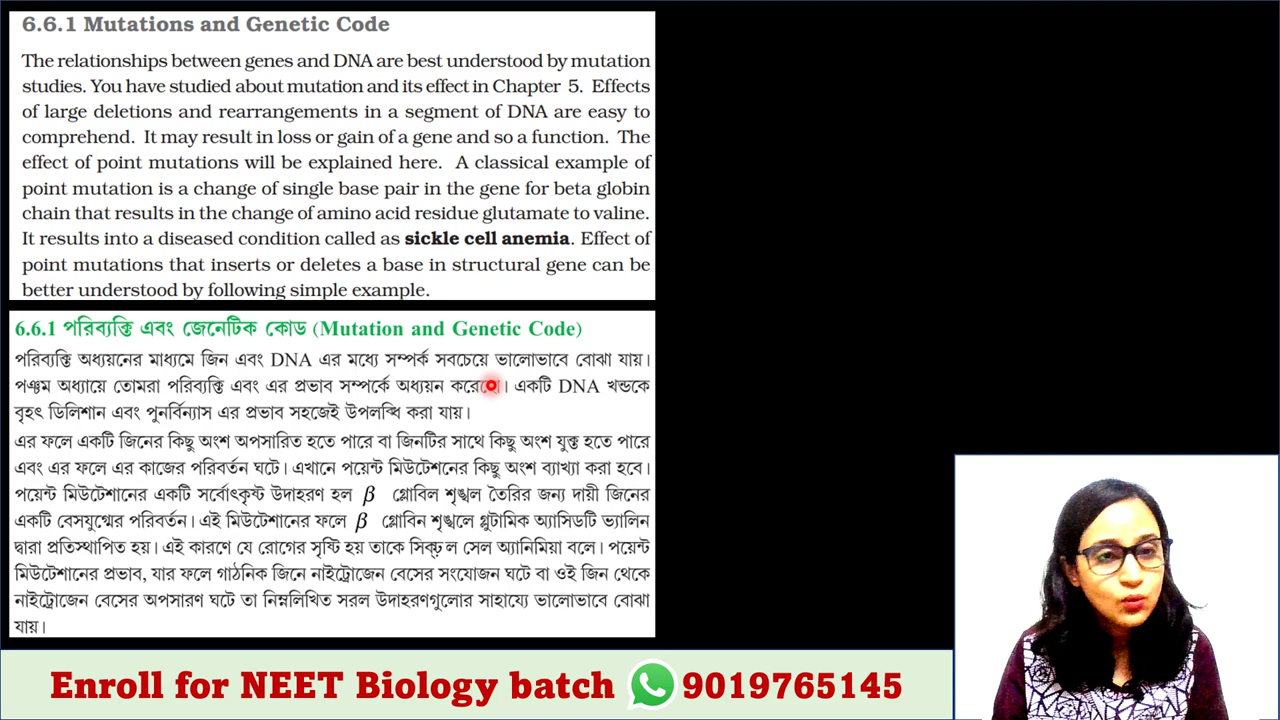 6.6.1 Mutations and Genetic Code
The relationships between genes and DNA are best understood by mutation
studies. You have studied about mutation and its effect in Chapter 5. Effects
of large deletions and rearrangements in a segment of DNA are easy to
comprehend. It may result in loss or gain of a gene and so a function. The
effect of point mutations will be explained here. A classical example of
point mutation is a change of single base pair in the gene for beta globin
chain that results in the change of amino acid residue glutamate to valine.
It results into a diseased condition called as sickle cell anemia. Effect of
point mutations that inserts or deletes a base in structural gene can be
better understood by following simple example.
6.6.1 পরিব্যক্তি এবং জেনেটিক কোড (Mutation and Genetic Code)
পরিব্যক্তি অধ্যয়নের মাধ্যমে জিন এবং DNA এর মধ্যে সম্পর্ক সবচেয়ে ভালোভাবে বোঝা যায়।
পঞ্চম অধ্যায়ে তোমরা পরিব্যক্তি এবং এর প্রভাব সম্পর্কে অধ্যয়ন । একটি DNA খন্ডকে
বৃহৎ ডিলিশান এবং পুনর্বিন্যাস এর প্রভাব সহজেই উপলব্ধি করা যায়।
এর ফলে একটি জিনের কিছু অংশ অপসারিত হতে পারে বা জিনটির সাথে কিছু অংশ যুক্ত হতে পারে
এবং এর ফলে এর কাজের পরিবর্তন ঘটে। এখানে পয়েন্ট মিউটেশনের কিছু অংশ ব্যাখ্যা করা হবে।
পয়েন্ট মিউটেশানের একটি সর্বোৎকৃষ্ট উদাহরণ হল β গ্লোবিল শৃঙ্খল তৈরির জন্য দায়ী জিনের
একটি বেসযুগ্মের পরিবর্তন। এই মিউটেশানের ফলে β গ্লোবিন শৃঙ্খলে গ্লুটামিক অ্যাসিডটি ভ্যালিন
দ্বারা প্রতিস্থাপিত হয়। এই কারণে যে রোগের সৃষ্টি হয় তাকে সেল অ্যানিমিয়া বলে। পয়েন্ট
মিউটেশানের প্রভাব, যার ফলে গাঠনিক জিনে নাইট্রোজেন বেসের সংযোজন ঘটে বা ওই জিন থেকে
নাইট্রোজেন বেসের অপসারণ ঘটে তা নিম্নলিখিত সরল উদাহরণগুলোর সাহায্যে ভালোভাবে বোঝা
যায়।
Enroll for NEET Biology batch 9019765145